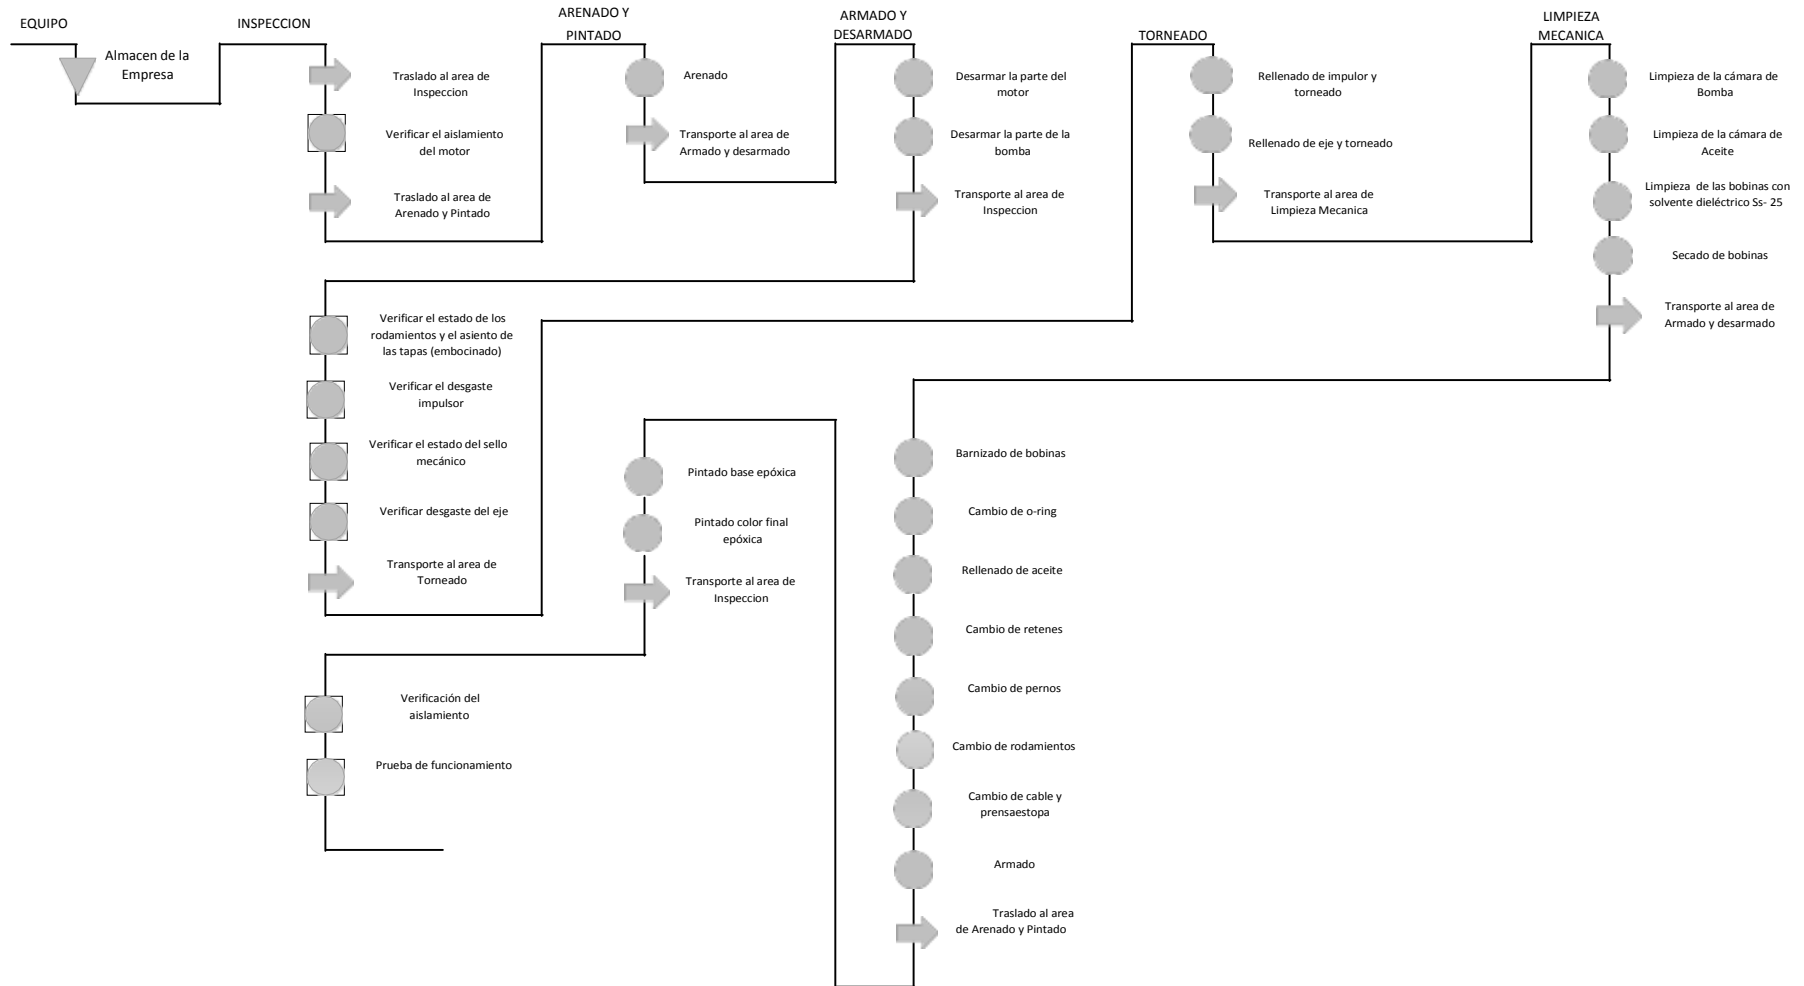 EQUIPO
Almacen de la
Empresa
INSPECCION
Traslado al area de
Inspeccion
Verificar el aislamiento
del motor
Traslado al area de
Arenado y Pintado
ARENADO Y
PINTADO
Arenado
Transporte al area de
Armado y desarmado
ARMADO Y
DESARMADO
Desarmar la parte del
motor
Desarmar la parte de la
bomba
Transporte al area de
Inspeccion
TORNEADO
Rellenado de impulor y
torneado
Rellenado de eje y torneado
Transporte al area de
Limpieza Mecanica
LIMPIEZA
MECANICA
Limpieza de la cámara de
Bomba
Limpieza de la cámara de
Aceite
Limpieza de las bobinas con
solvente dieléctrico Ss- 25
Secado de bobinas
Transporte al area de
Armado y desarmado
Verificar el estado de los
rodamientos y el asiento de
las tapas (embocinado)
Verificar el desgaste
impulsor
Verificar el estado del sello
mecánico
Verificar desgaste del eje
Transporte al area de
Torneado
Pintado base epóxica
Pintado color final
epóxica
Transporte al area de
Inspeccion
Barnizado de bobinas
Cambio de o-ring
Rellenado de aceite
Cambio de retenes
Cambio de pernos
Cambio de rodamientos
Cambio de cable y
prensaestopa
Armado
Traslado al area
de Arenado y Pintado
Verificación del
aislamiento
Prueba de funcionamiento